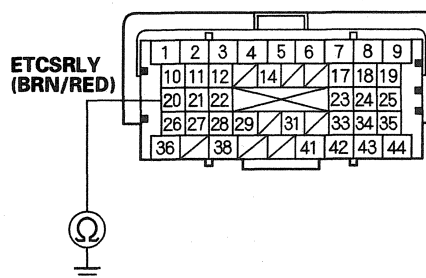 ETCSRLY
(BRN/RED)
1 2 3 4 5 6 7 8 9
10 11 12 14 17 18 19
20 21 22 23 24 25
26 27 28 29 31 33 34 35
36 38 41 42 43 44
Ω